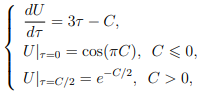 dU/dτ = 3τ − C,
U|τ=0 = cos(πC), C ⩽ 0,
U|τ=C/2 = e^{−C/2}, C > 0,